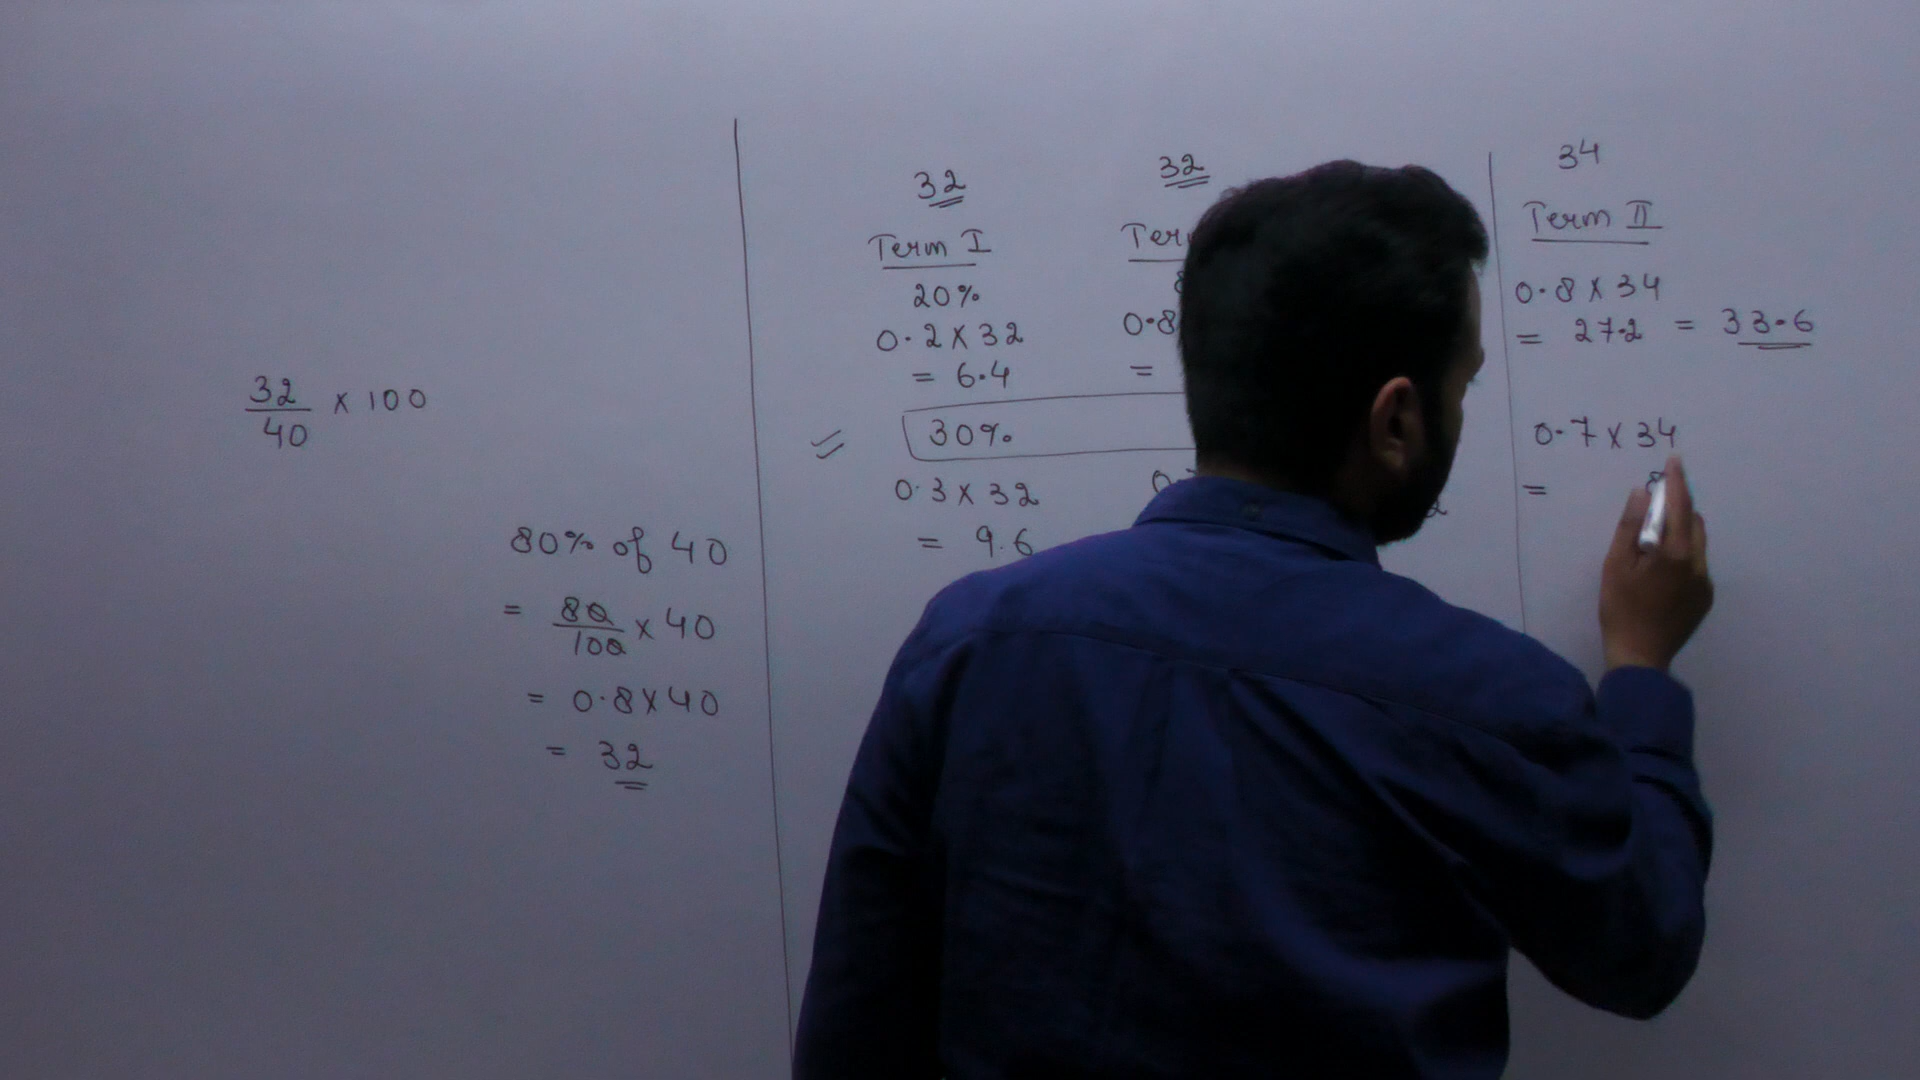 32
—
40
× 100
80% of 40
= 80/100 × 40
= 0.8 × 40
= 32
32
Term I
20%
0.2 × 32
= 6.4
30%
0.3 × 32
= 9.6
32
0.8
=
34
Term II
0.8 × 34
= 27.2 = 33.6
0.7 × 34
=